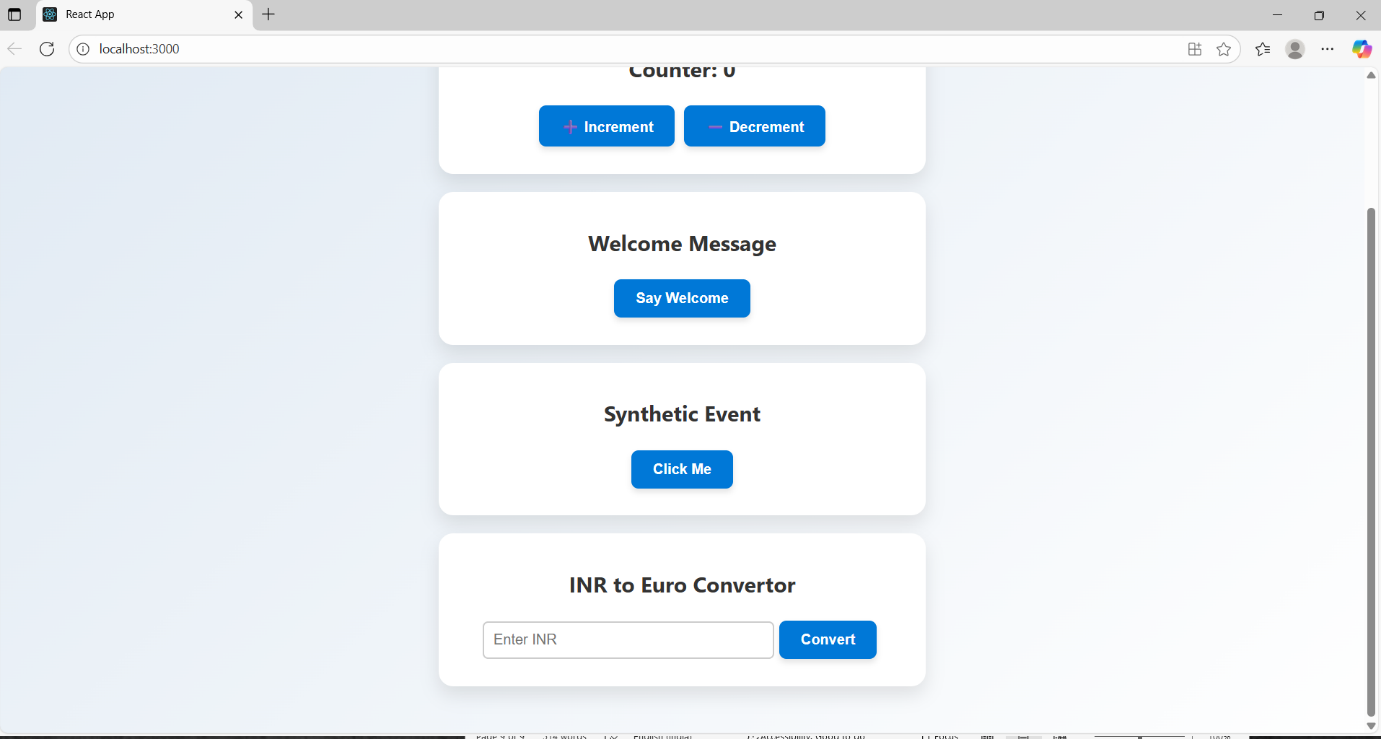 React App
localhost:3000
Counter: 0
Increment
Decrement
Welcome Message
Say Welcome
Synthetic Event
Click Me
INR to Euro Convertor
Enter INR
Convert